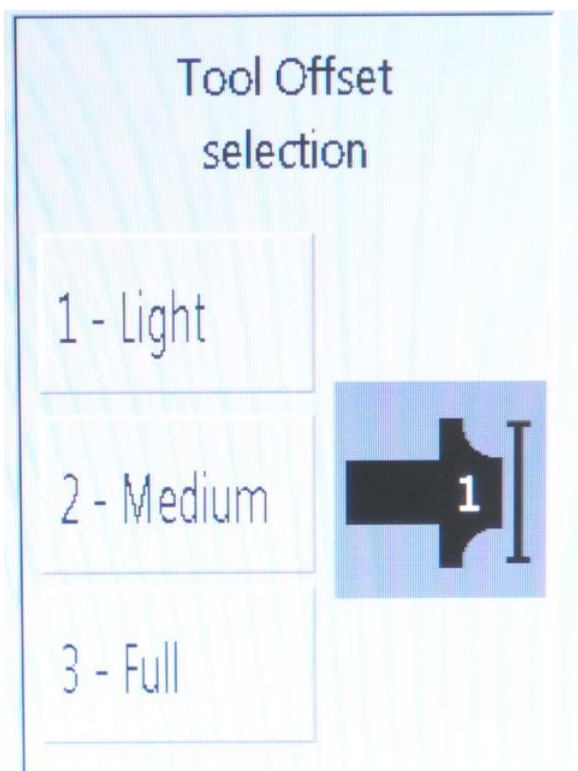 Tool Offset
selection
1 - Light
2 - Medium
1
3 - Full